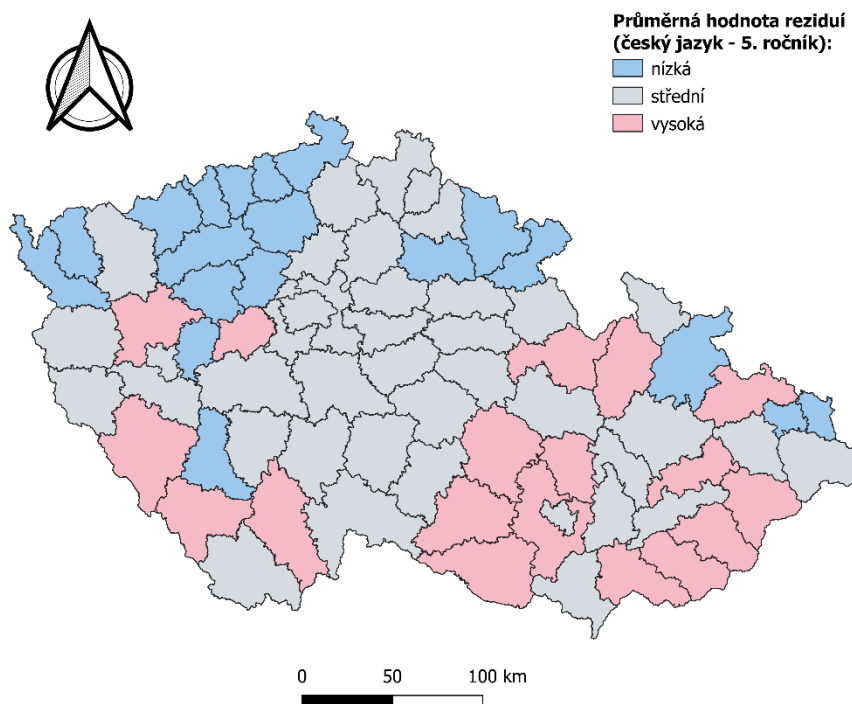 Průměrná hodnota reziduí
(český jazyk - 5. ročník):
nízká
střední
vysoká
0 50 100 km